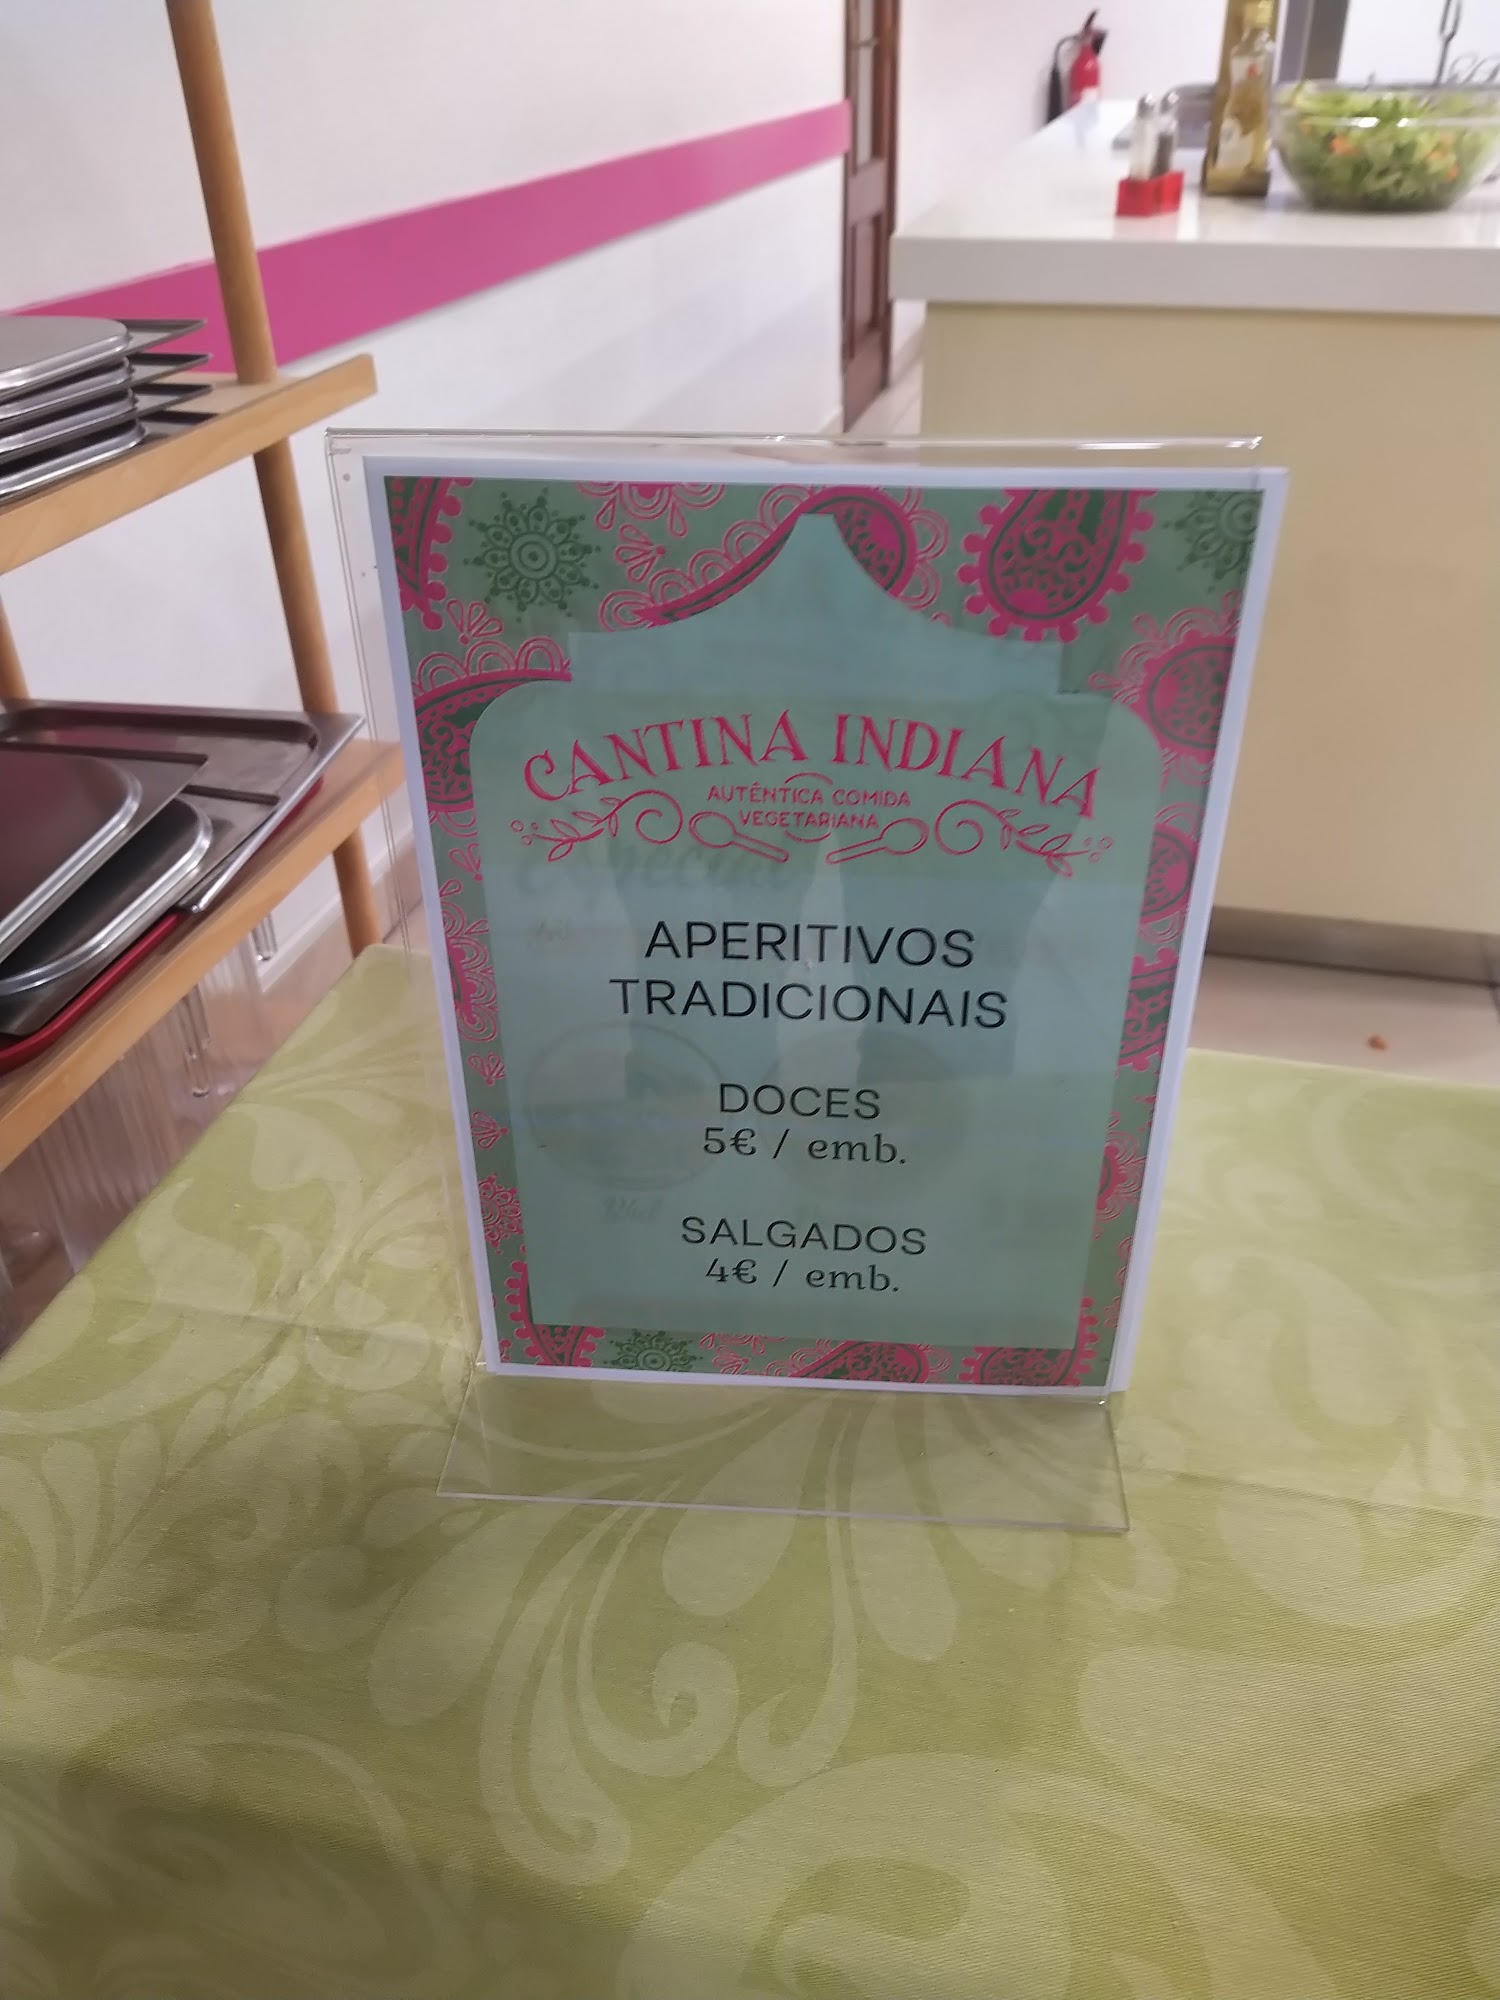 CANTINA INDIANA
AUTÊNTICA COMIDA
VEGETARIANA
APERITIVOS
TRADICIONAIS
DOCES
5€ / emb.
SALGADOS
4€ / emb.